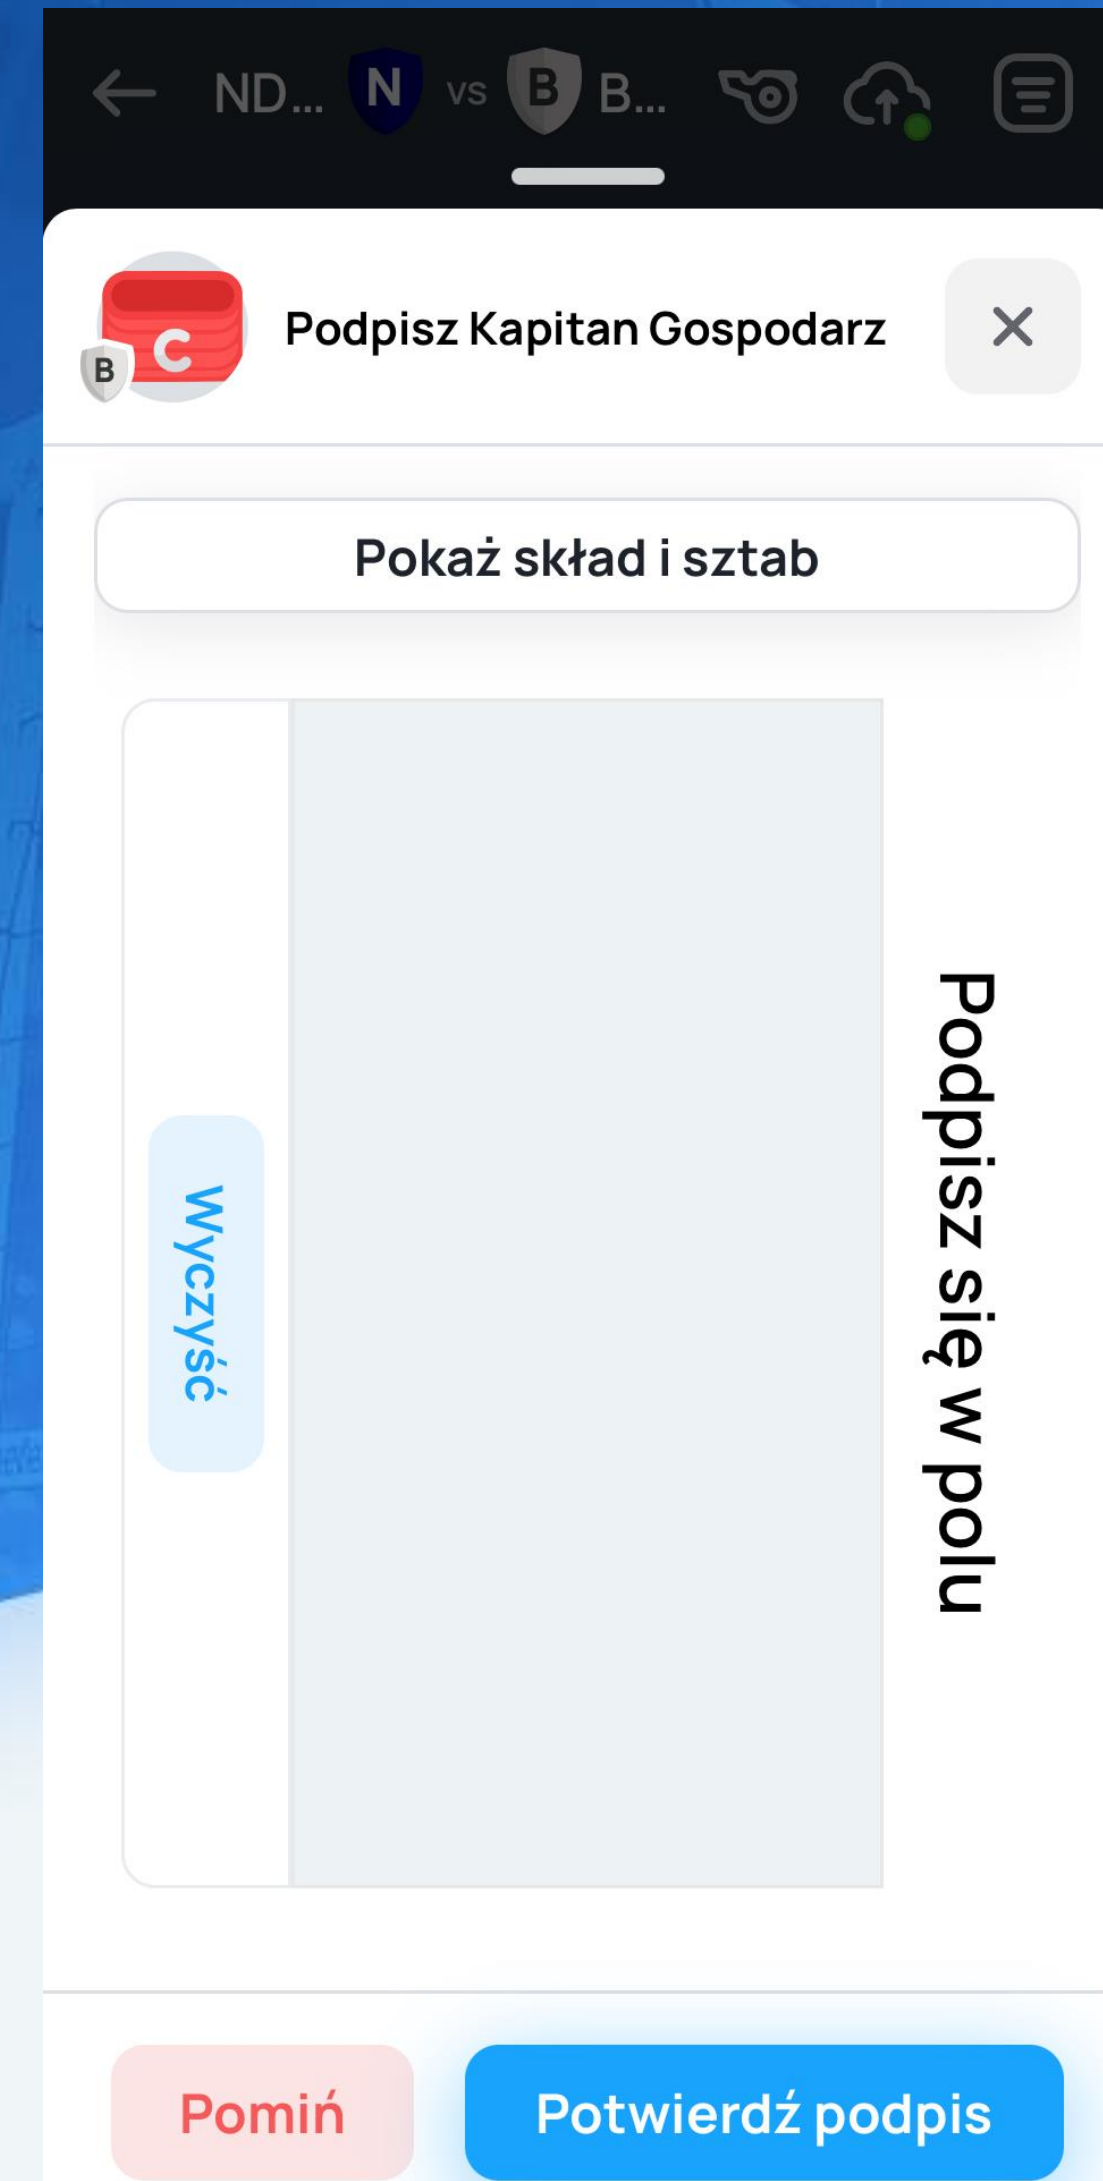 ND... N vs B B...
C
B
Podpisz Kapitan Gospodarz
Pokaż skład i sztab
Podpisz się w polu
Wyczyść
Pomiń
Potwierdź podpis